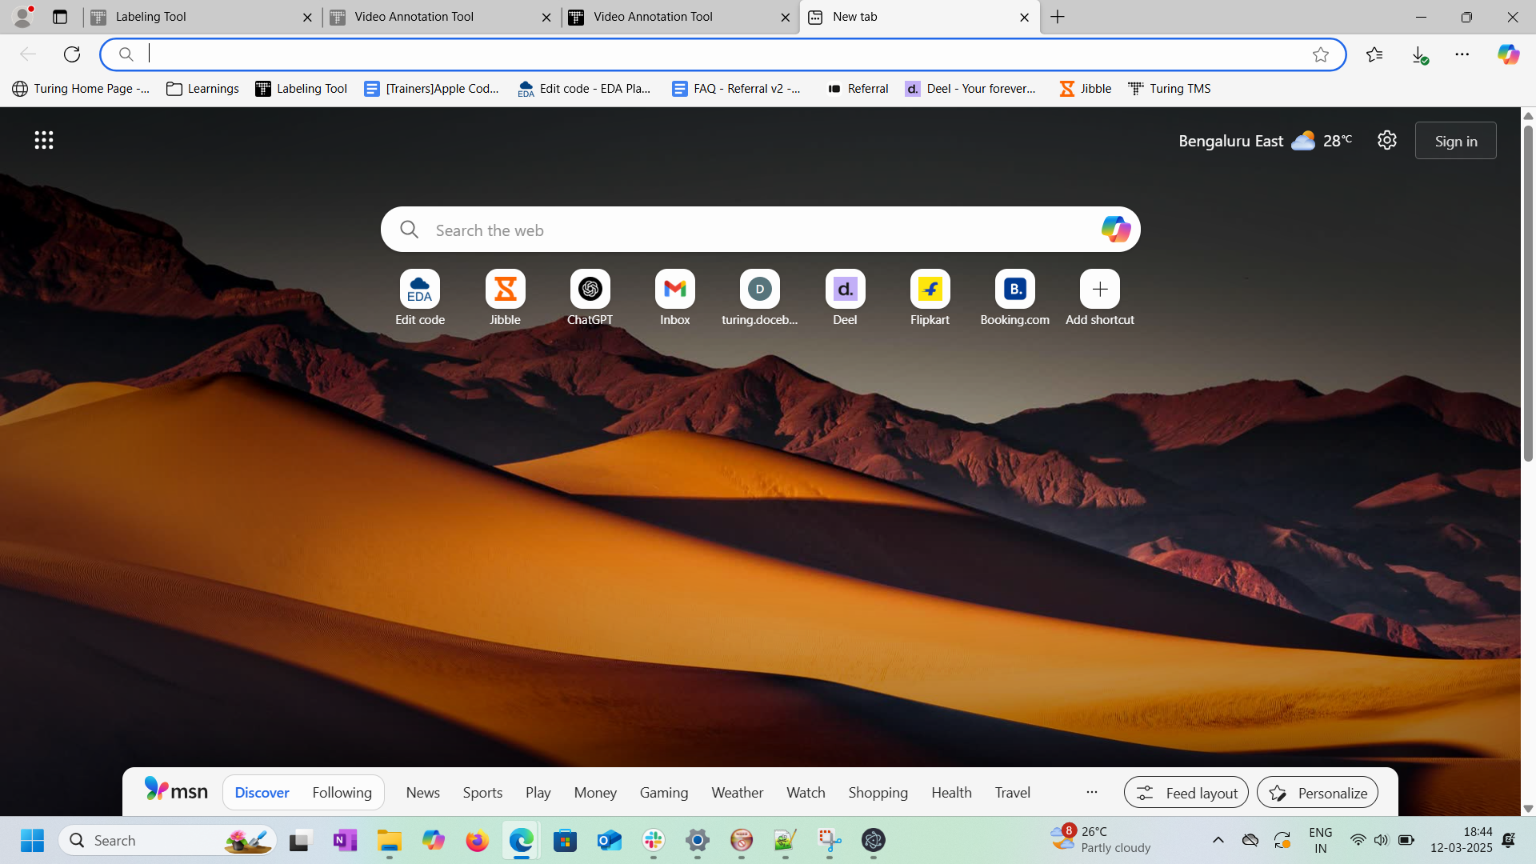 Labeling Tool
Video Annotation Tool
Video Annotation Tool
New tab
Turing Home Page -...
Learnings
Labeling Tool
[Trainers]Apple Cod...
EDA
Edit code - EDA Pla...
FAQ - Referral v2 -...
Referral
d.
Deel - Your forever...
Jibble
Turing TMS
Bengaluru East
28°C
Sign in
Search the web
EDA
D
d.
B.
Edit code
Jibble
ChatGPT
Inbox
turing.doceb...
Deel
Flipkart
Booking.com
Add shortcut
msn
Discover
Following
News
Sports
Play
Money
Gaming
Weather
Watch
Shopping
Health
Travel
...
Feed layout
Personalize
Search
N
8
26°C
Partly cloudy
ENG
IN
18:44
12-03-2025